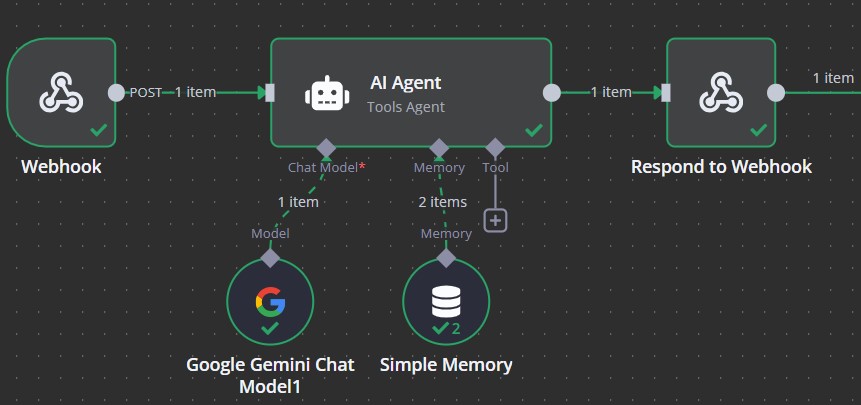 POST
1 item
AI Agent
Tools Agent
1 item
1 item
Webhook
Chat Model*
Memory
Tool
Respond to Webhook
1 item
2 items
Model
Memory
2
Google Gemini Chat
Model1
Simple Memory